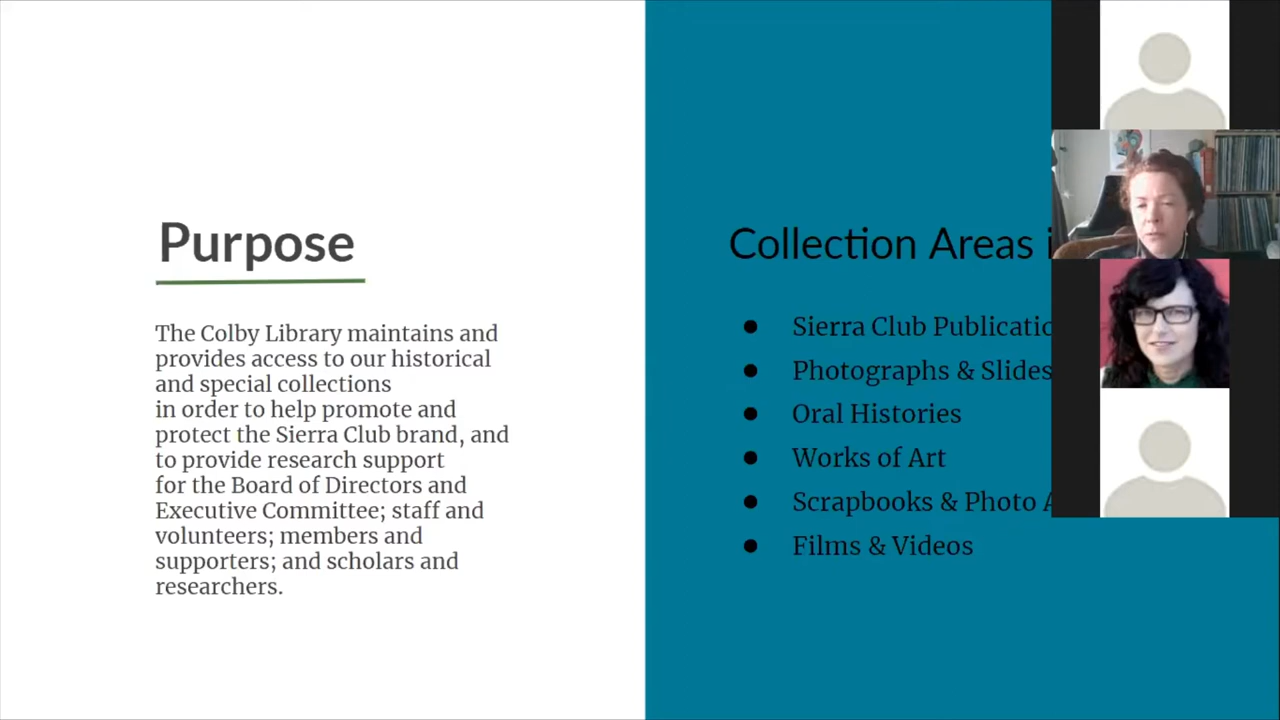 Purpose
The Colby Library maintains and
provides access to our historical
and special collections
in order to help promote and
protect the Sierra Club brand, and
to provide research support
for the Board of Directors and
Executive Committee; staff and
volunteers; members and
supporters; and scholars and
researchers.
Collection Areas
● Sierra Club
● Photographs & Slides
● Oral Histories
● Works of Art
● Scrapbooks & Photo
● Films & Videos